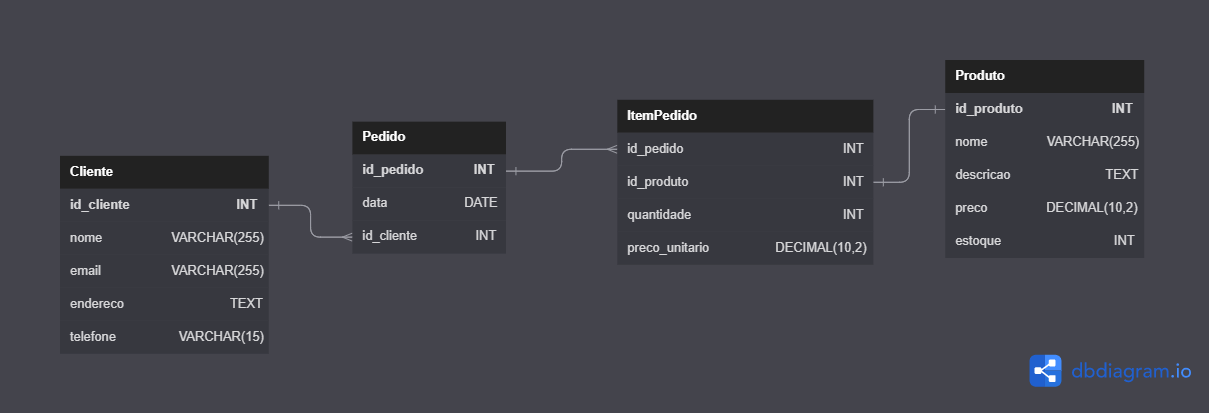 Cliente
id_cliente INT
nome VARCHAR(255)
email VARCHAR(255)
endereco TEXT
telefone VARCHAR(15)
Pedido
id_pedido INT
data DATE
id_cliente INT
ItemPedido
id_pedido INT
id_produto INT
quantidade INT
preco_unitario DECIMAL(10,2)
Produto
id_produto INT
nome VARCHAR(255)
descricao TEXT
preco DECIMAL(10,2)
estoque INT
dbdiagram.io